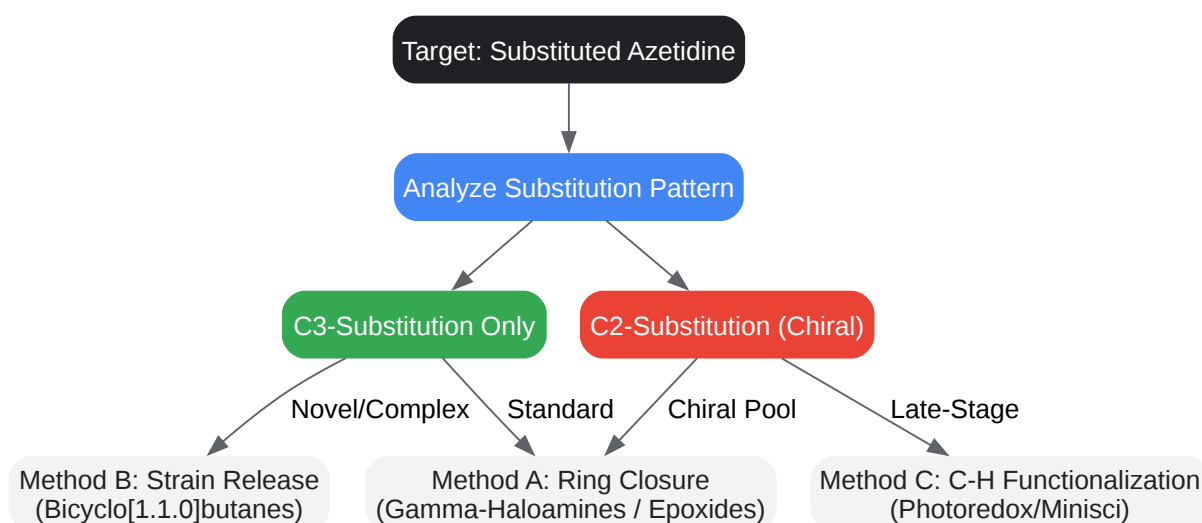 Target: Substituted Azetidine
Analyze Substitution Pattern
C3-Substitution Only
C2-Substitution (Chiral)
Novel/Complex
Standard
Chiral Pool
Late-Stage
Method B: Strain Release
(Bicyclo[1.1.0]butanes)
Method A: Ring Closure
(Gamma-Haloamines / Epoxides)
Method C: C-H Functionalization
(Photoredox/Minisci)